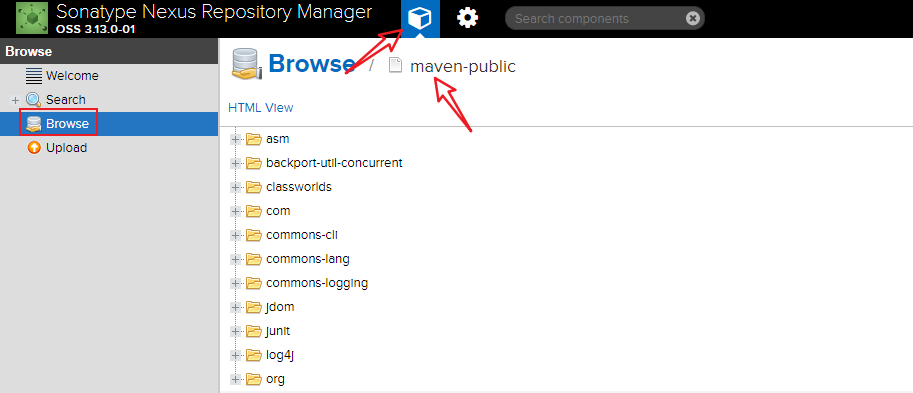 Sonatype Nexus Repository Manager
OSS 3.13.0-01
Search components
Browse
Welcome
Search
Browse
Upload
Browse / maven-public
HTML View
asm
backport-util-concurrent
classworlds
com
commons-cli
commons-lang
commons-logging
jdom
junit
log4j
org